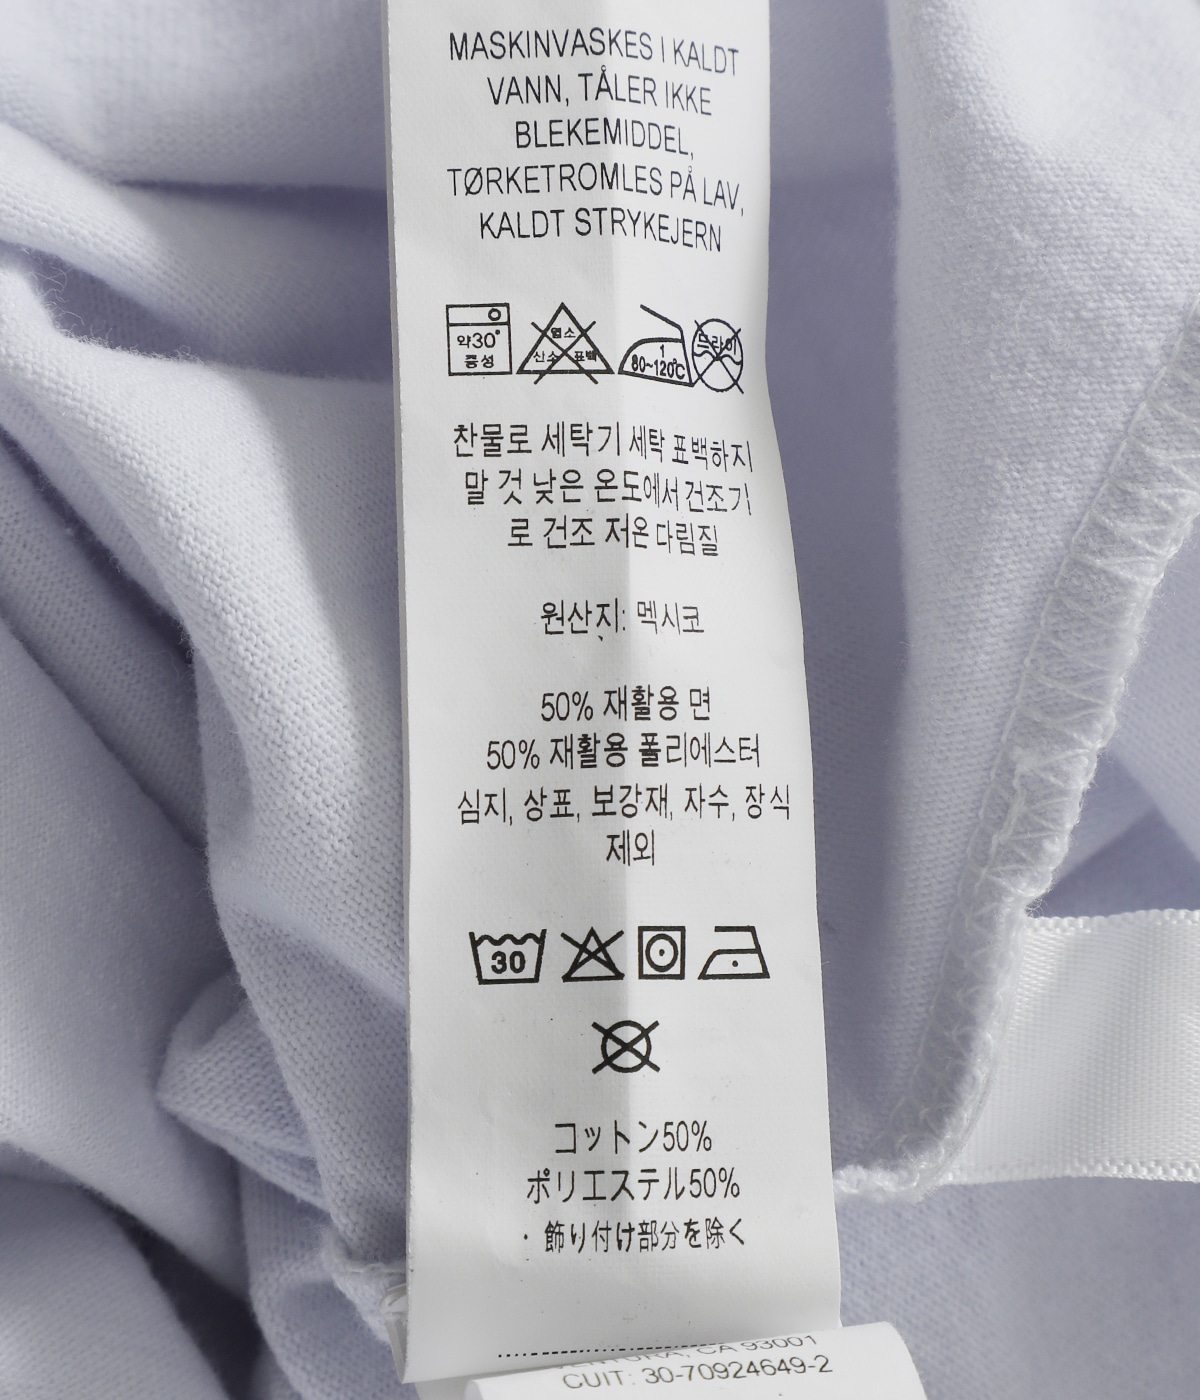 MASKINVASKES I KALDT
VANN, TÅLER IKKE
BLEKEMIDDEL,
TØRKETROMLES PÅ LAV,
KALDT STRYKEJERN
약30°
중성
염소
산소 표백
1
80~120℃
드라이
찬물로 세탁기 세탁 표백하지
말 것 낮은 온도에서 건조기
로 건조 저온 다림질
원산지: 멕시코
50% 재활용 면
50% 재활용 폴리에스터
심지, 상표, 보강재, 자수, 장식
제외
30
コットン50%
ポリエステル50%
・飾り付け部分を除く
VENTURA, CA 93001
CUIT: 30-70924649-2